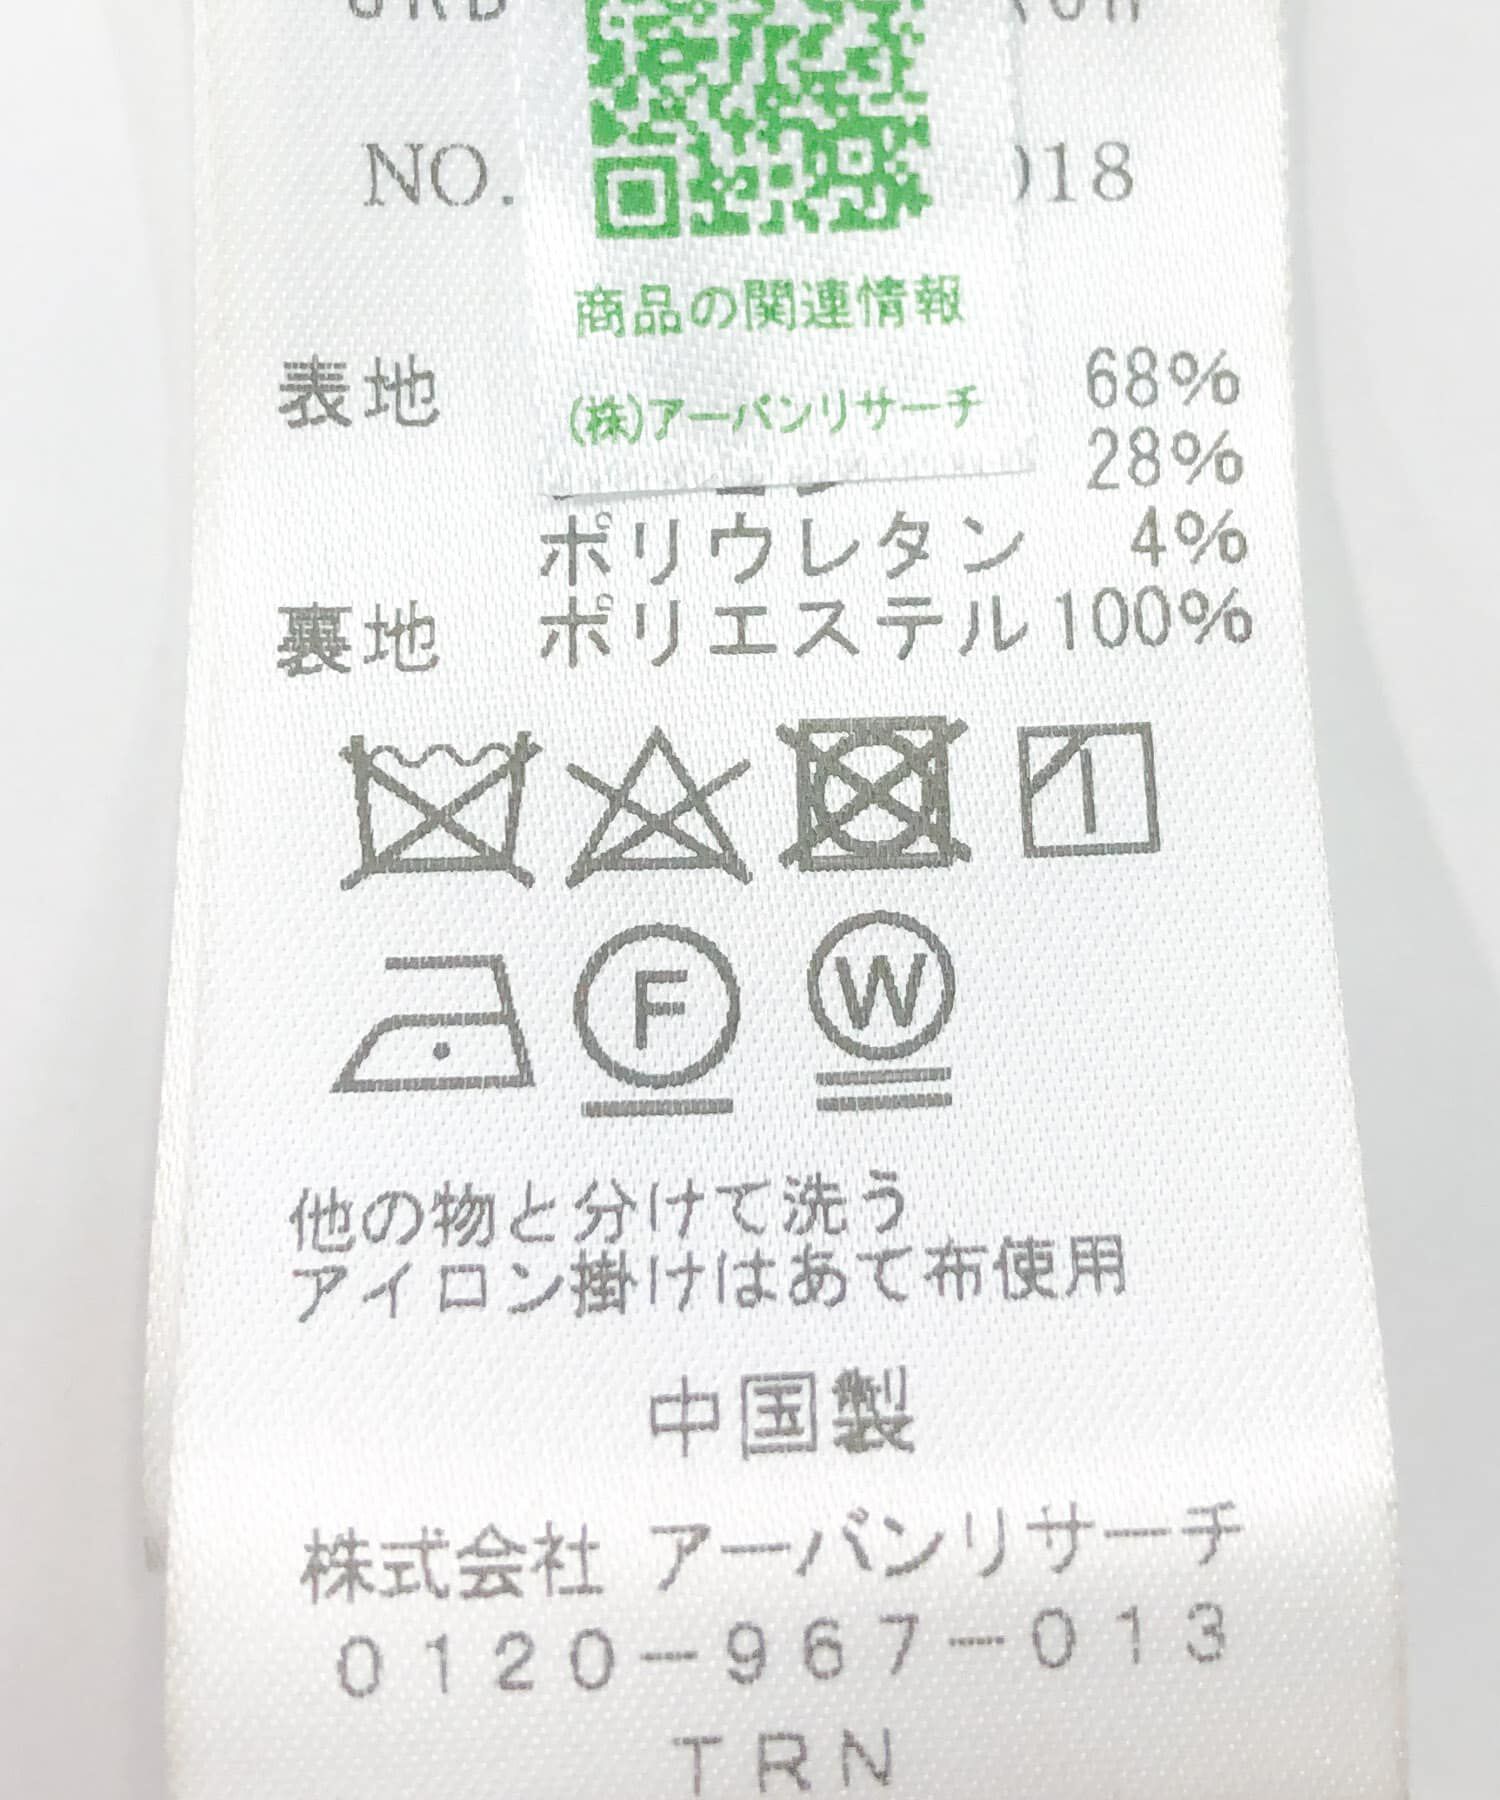 NO.
18
商品の関連情報
(株)アーバンリサーチ
表地 68%
28%
ポリウレタン 4%
裏地 ポリエステル100%
F W
他の物と分けて洗う
アイロン掛けはあて布使用
中国製
株式会社 アーバンリサーチ
0120-967-013
TRN